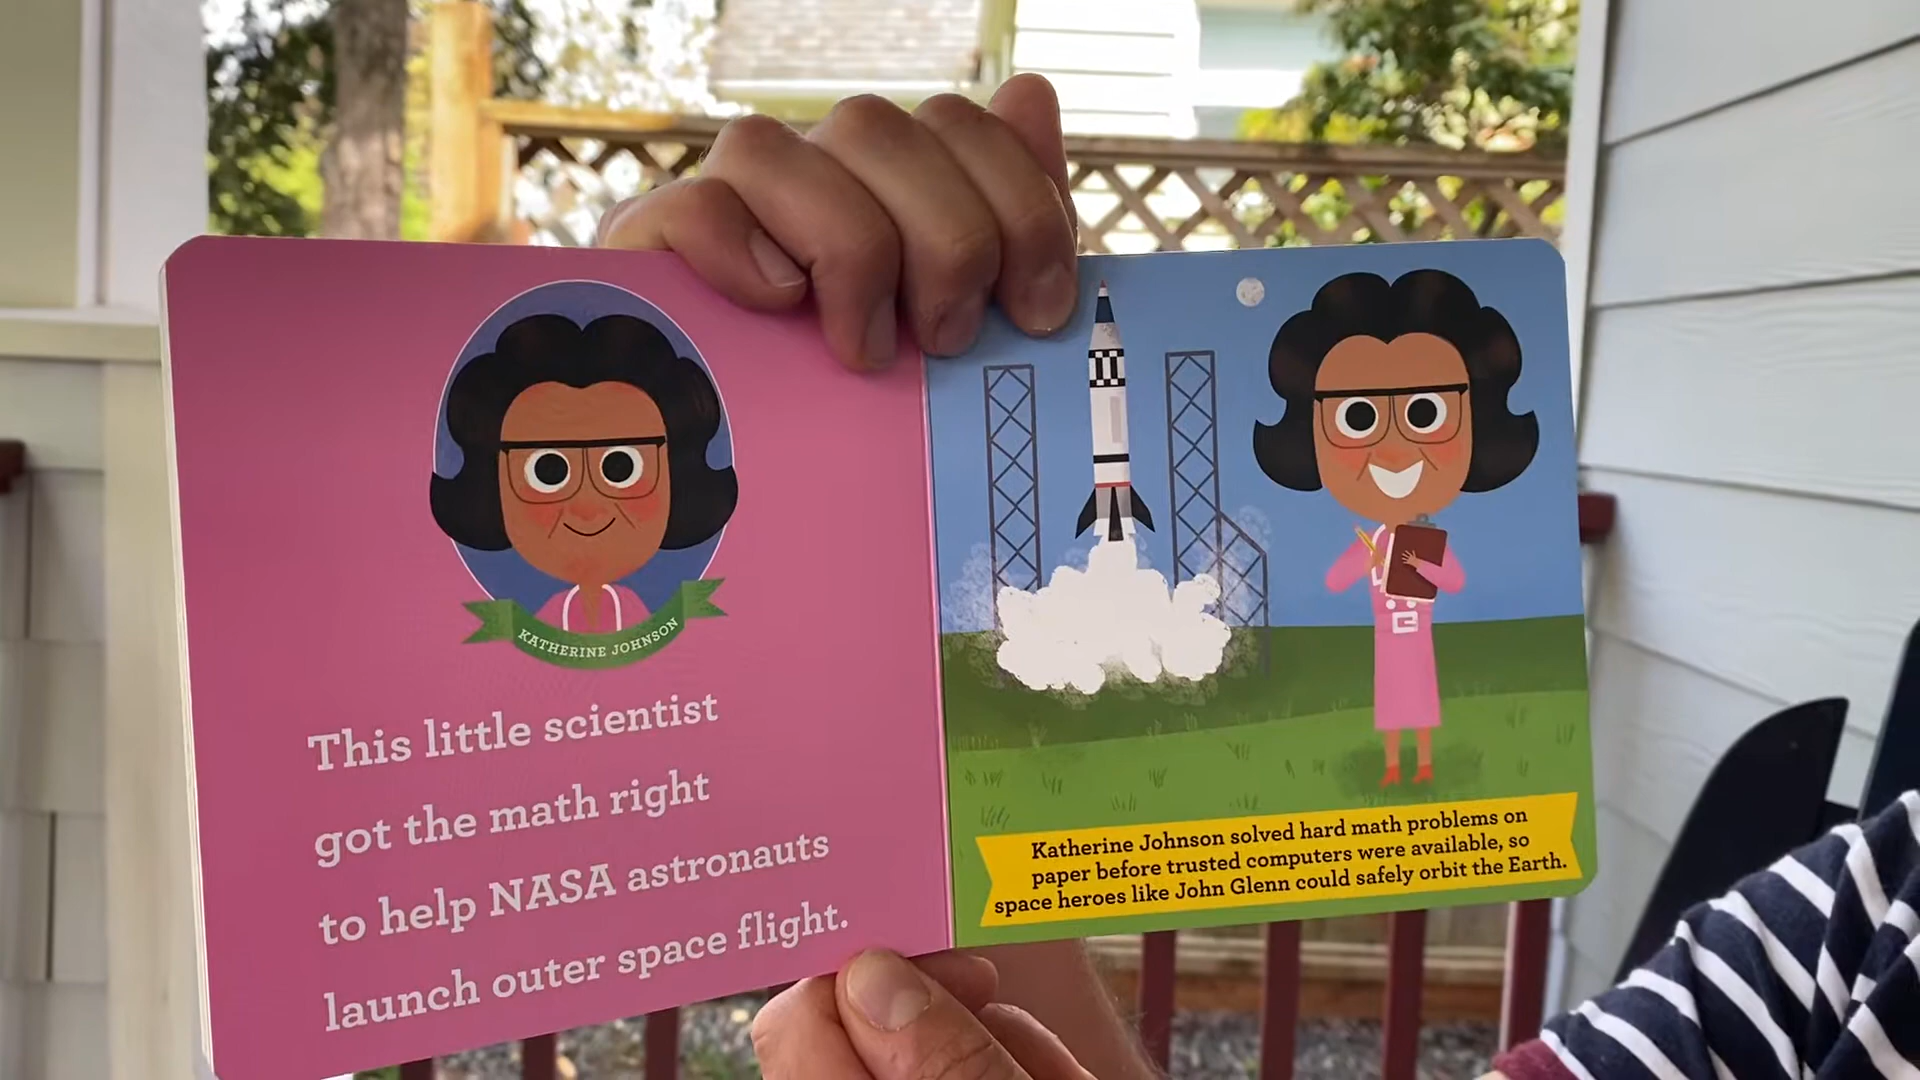 KATHERINE JOHNSON
This little scientist
got the math right
to help NASA astronauts
launch outer space flight.
Katherine Johnson solved hard math problems on
paper before trusted computers were available, so
space heroes like John Glenn could safely orbit the Earth.